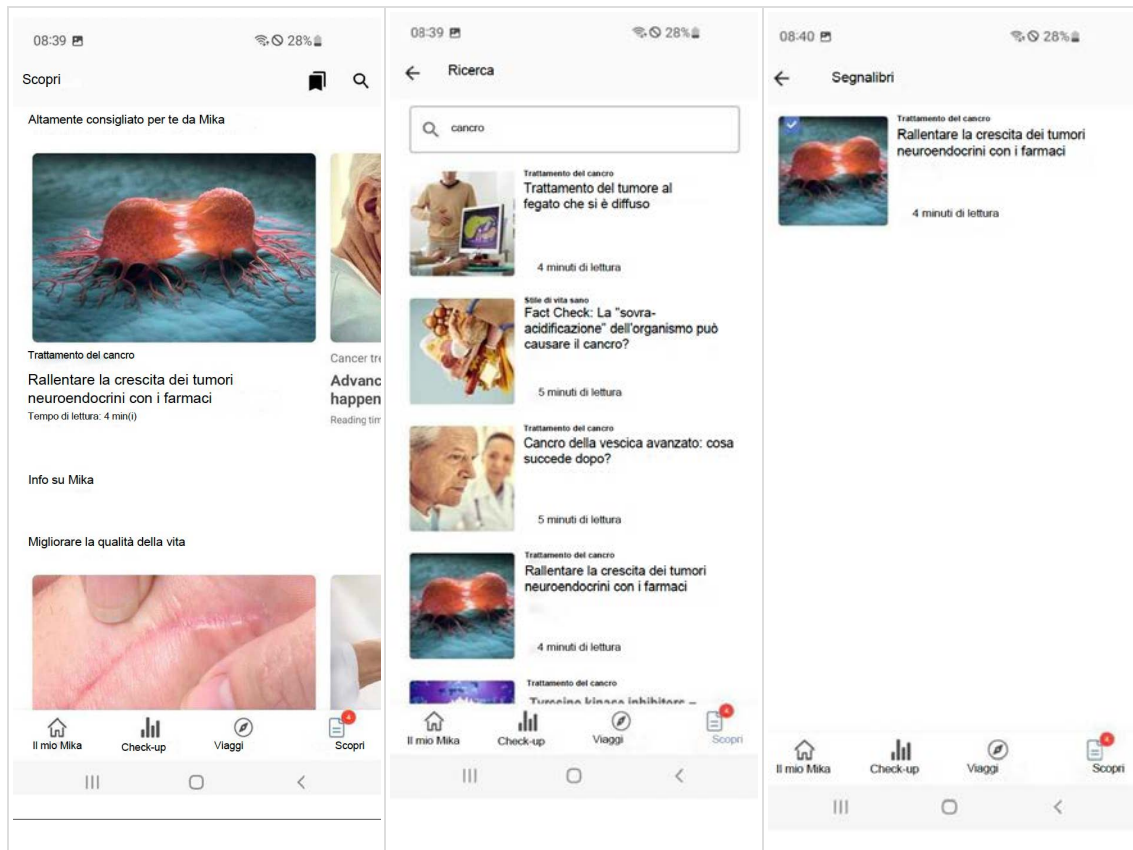 08:39
28%
Scopri
Altamente consigliato per te da Mika
Trattamento del cancro
Rallentare la crescita dei tumori
neuroendocrini con i farmaci
Tempo di lettura: 4 min(i)
Cancer tre
Advanc
happen
Reading tim
Info su Mika
Migliorare la qualità della vita
4
Il mio Mika
Check-up
Viaggi
Scopri
08:39
28%
Ricerca
cancro
Trattamento del cancro
Trattamento del tumore al
fegato che si è diffuso
4 minuti di lettura
Stile di vita sano
Fact Check: La "sovra-
acidificazione" dell'organismo può
causare il cancro?
5 minuti di lettura
Trattamento del cancro
Cancro della vescica avanzato: cosa
succede dopo?
5 minuti di lettura
Trattamento del cancro
Rallentare la crescita dei tumori
neuroendocrini con i farmaci
4 minuti di lettura
Trattamento del cancro
Tyrosine kinase inhibitors –
4
Il mio Mika
Check-up
Viaggi
Scopri
08:40
28%
Segnalibri
Trattamento del cancro
Rallentare la crescita dei tumori
neuroendocrini con i farmaci
4 minuti di lettura
4
Il mio Mika
Check-up
Viaggi
Scopri